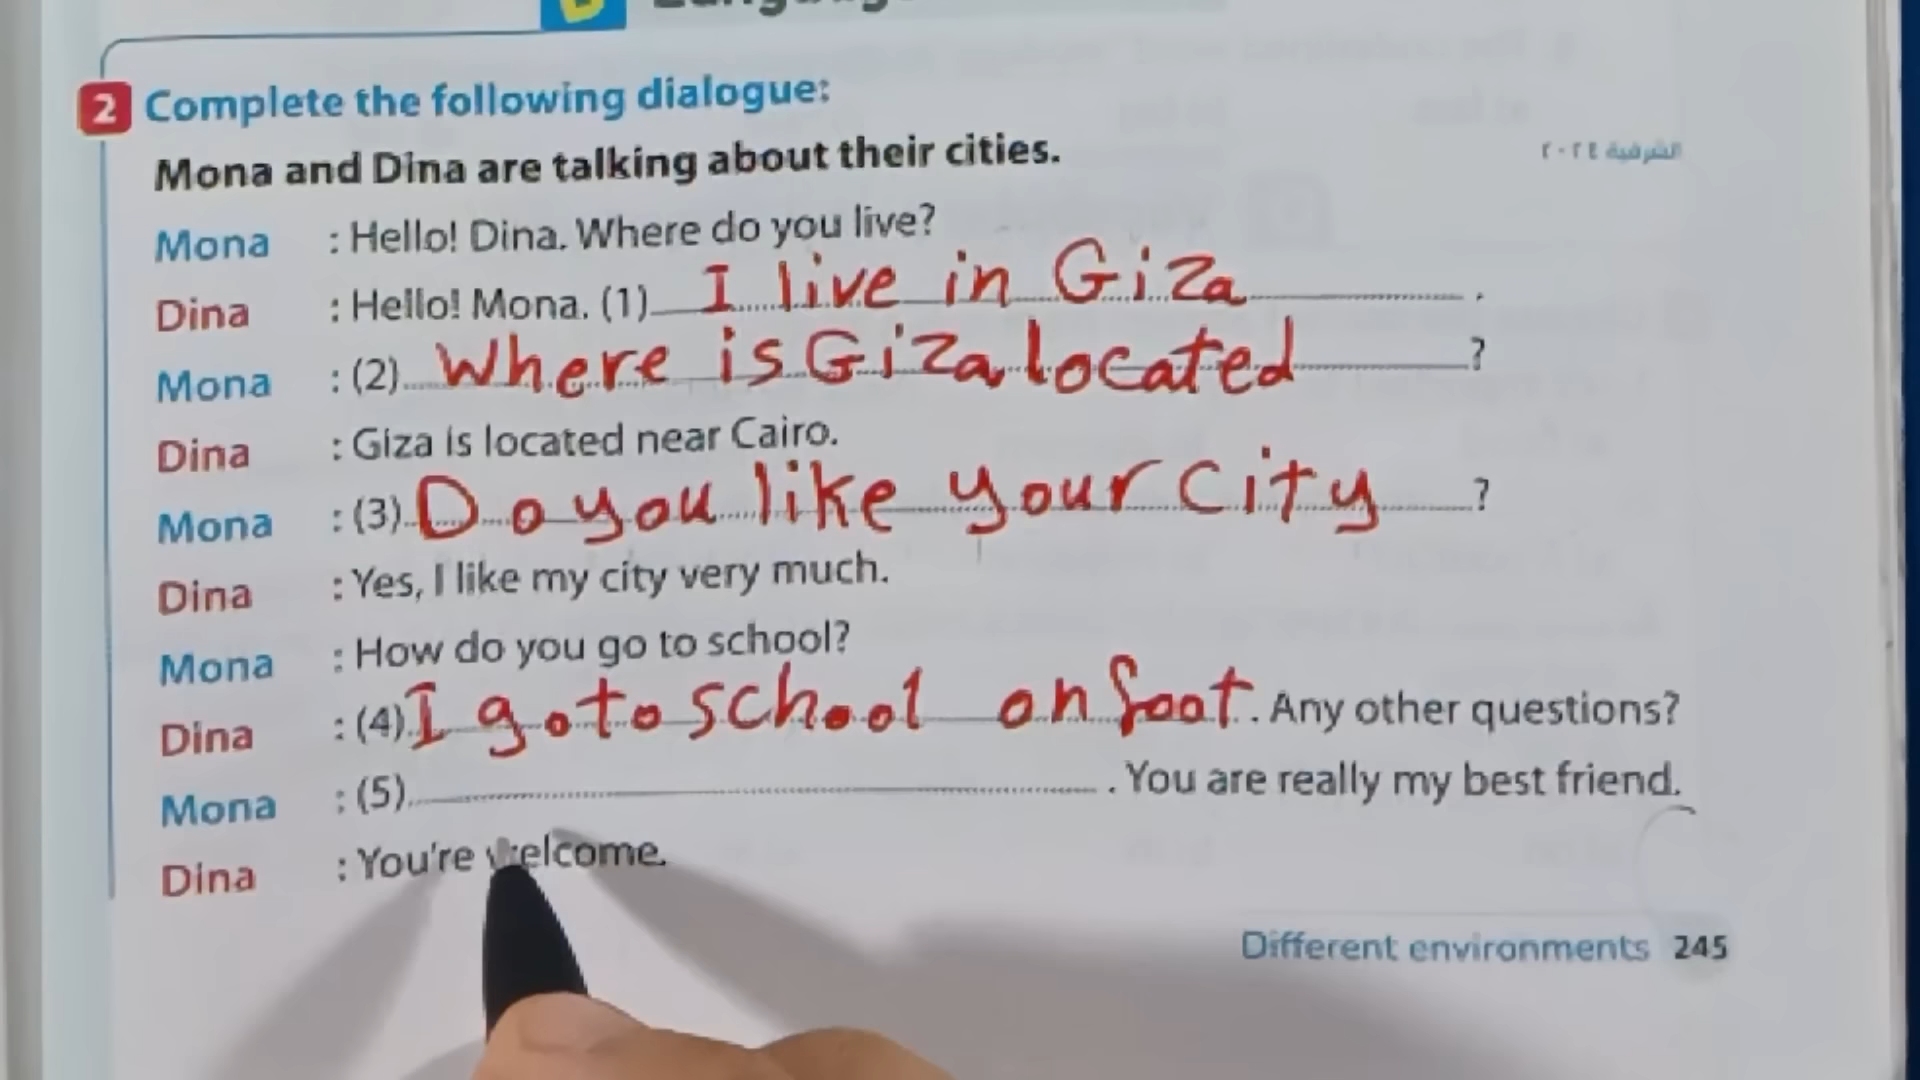 2 Complete the following dialogue:
Mona and Dina are talking about their cities.
الشرقية ٢٠٢٤
Mona : Hello! Dina. Where do you live?
Dina : Hello! Mona. (1) I live in Giza .
Mona : (2) Where is Giza located ?
Dina : Giza is located near Cairo.
Mona : (3) Do you like your city ?
Dina : Yes, I like my city very much.
Mona : How do you go to school?
Dina : (4) I go to school on foot . Any other questions?
Mona : (5) . You are really my best friend.
Dina : You're welcome.
Different environments 245